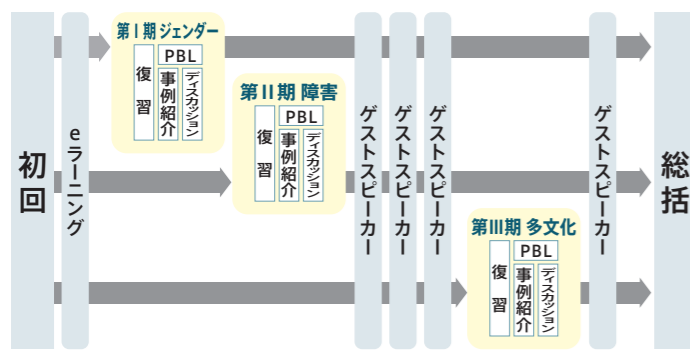 初回
eラーニング
第Ⅰ期 ジェンダー
復習
PBL
事例紹介
ディスカッション
第Ⅱ期 障害
復習
PBL
事例紹介
ディスカッション
ゲストスピーカー
ゲストスピーカー
ゲストスピーカー
第Ⅲ期 多文化
復習
PBL
事例紹介
ディスカッション
ゲストスピーカー
総括